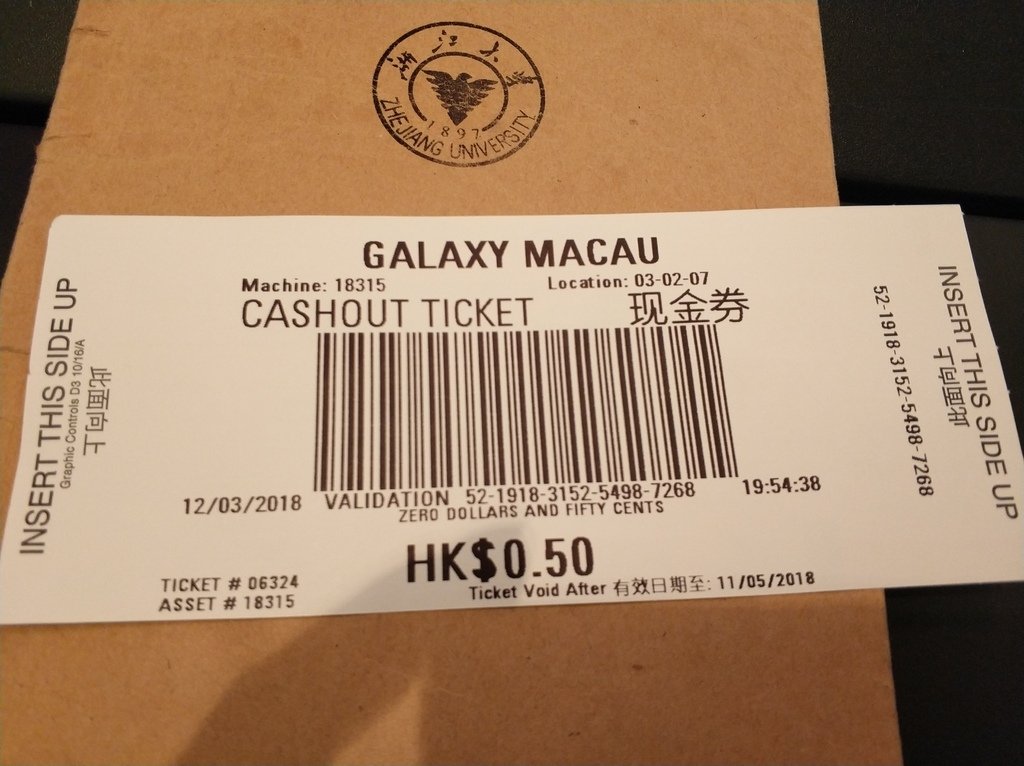 浙江大学
1897
ZHEJIANG UNIVERSITY
GALAXY MACAU
Machine: 18315 Location: 03-02-07
CASHOUT TICKET 现金券
INSERT THIS SIDE UP
Graphic Controls D3 10/16/A
此面向上
52-1918-3152-5498-7268
此面向上
INSERT THIS SIDE UP
12/03/2018 VALIDATION 52-1918-3152-5498-7268 19:54:38
ZERO DOLLARS AND FIFTY CENTS
HK$0.50
TICKET # 06324
Ticket Void After 有效日期至: 11/05/2018
ASSET # 18315